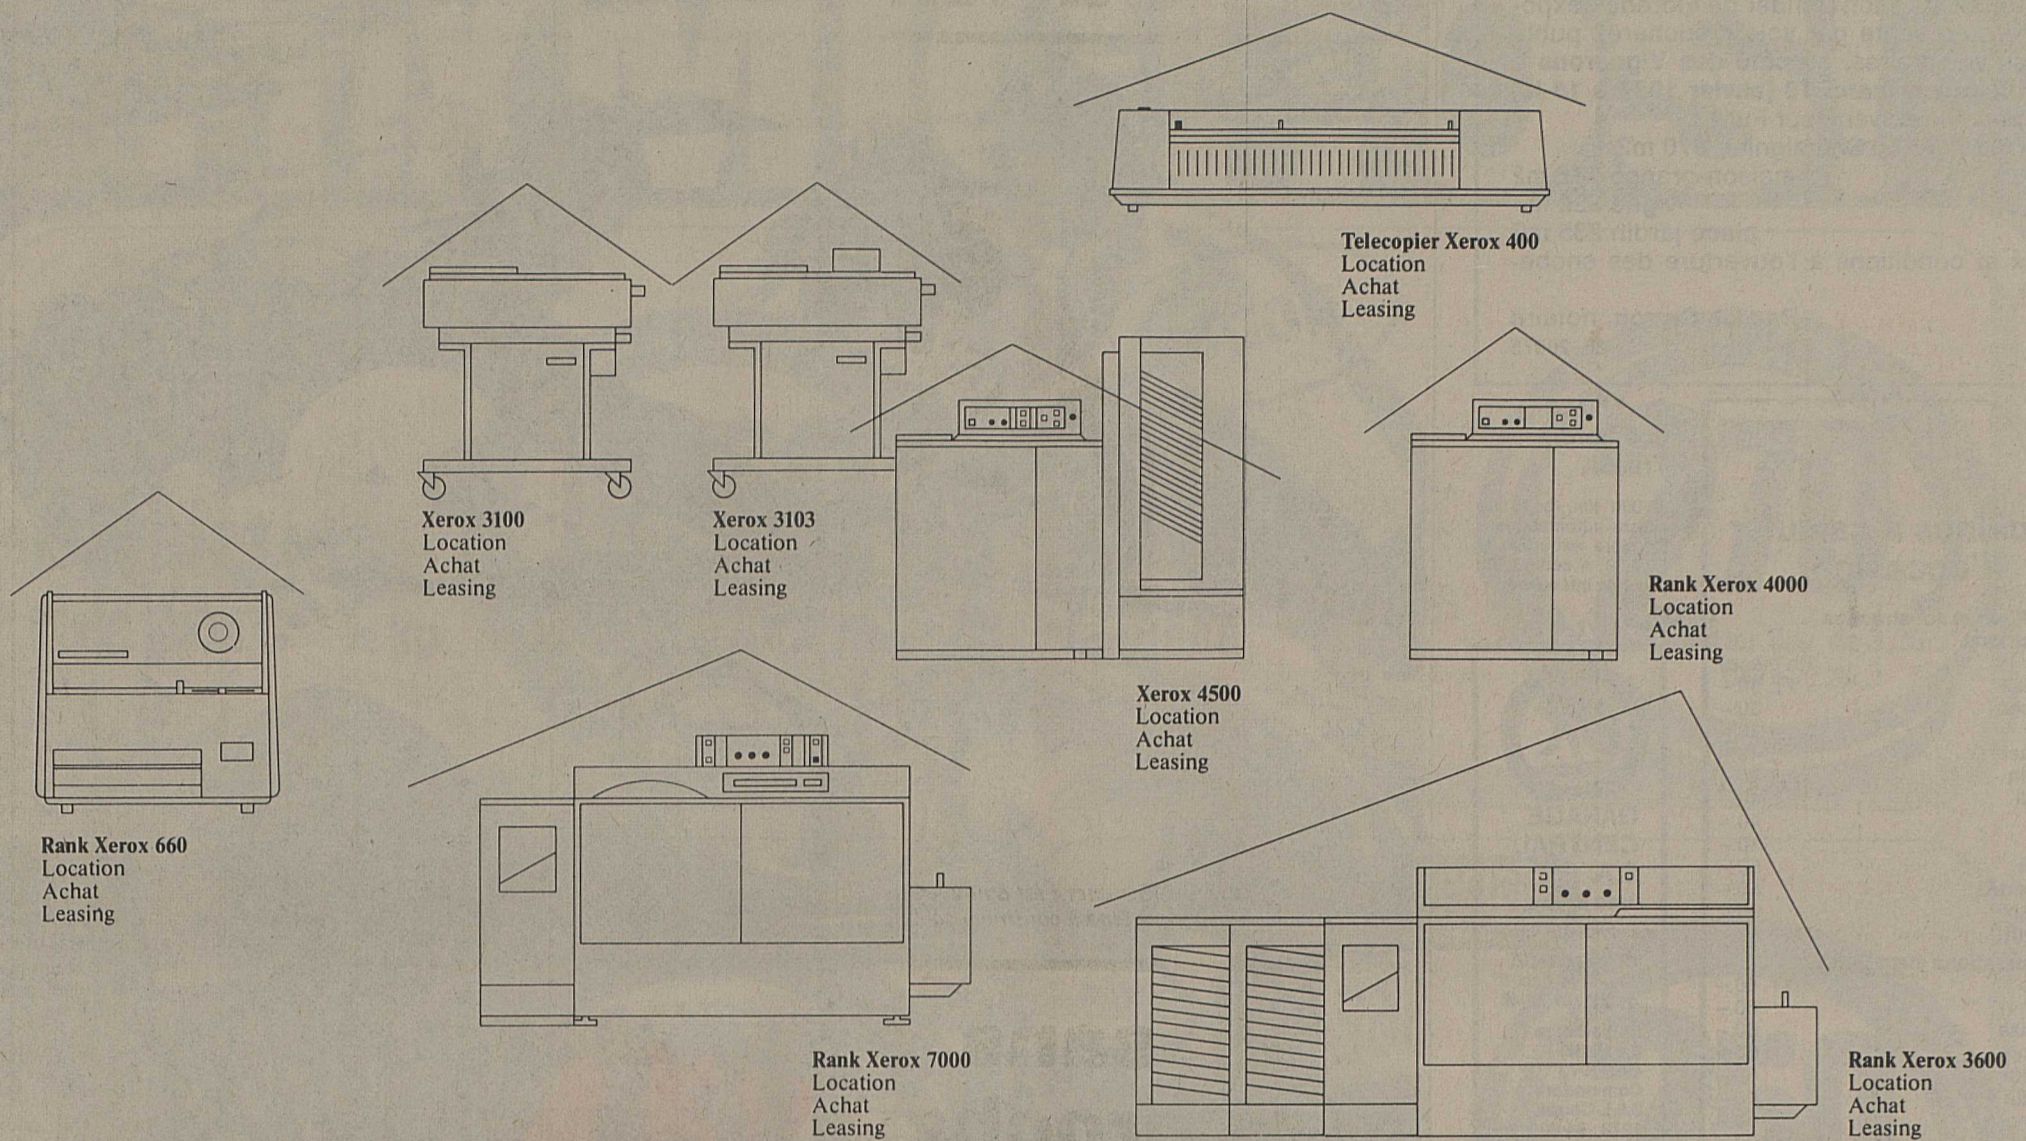 Telecopier Xerox 400
Location
Achat
Leasing
Xerox 3100
Location
Achat
Leasing
Xerox 3103
Location
Achat
Leasing
Rank Xerox 4000
Location
Achat
Leasing
Xerox 4500
Location
Achat
Leasing
Rank Xerox 660
Location
Achat
Leasing
Rank Xerox 7000
Location
Achat
Leasing
Rank Xerox 3600
Location
Achat
Leasing